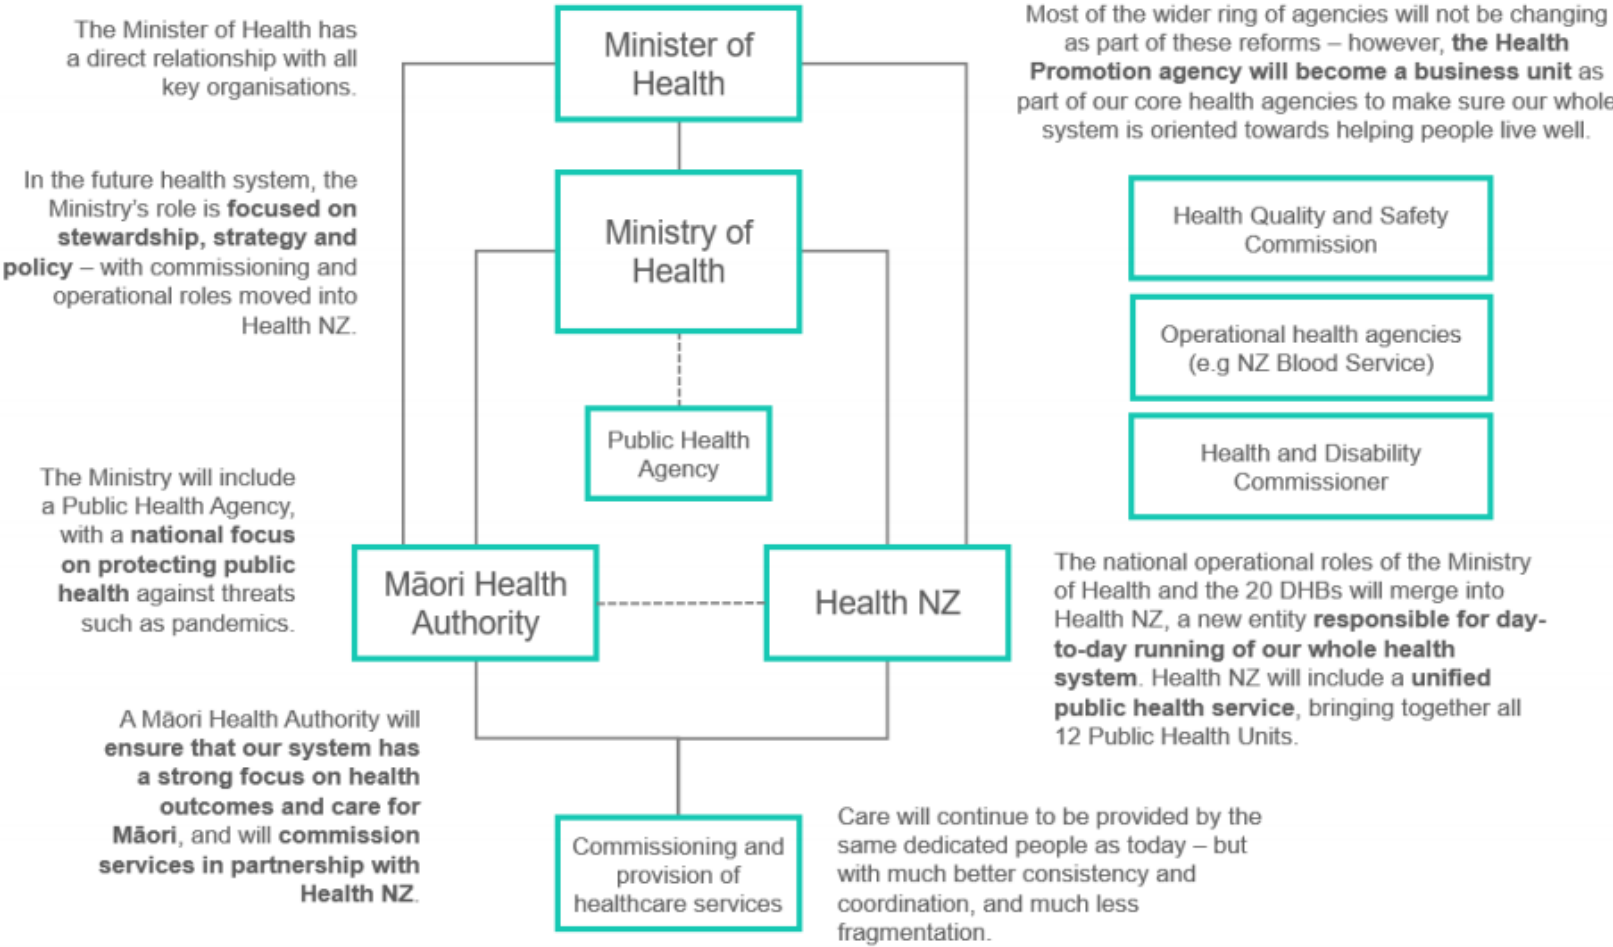 The Minister of Health has
a direct relationship with all
key organisations.
Minister of
Health
Most of the wider ring of agencies will not be changing
as part of these reforms – however, the Health
Promotion agency will become a business unit as
part of our core health agencies to make sure our whole
system is oriented towards helping people live well.
In the future health system, the
Ministry's role is focused on
stewardship, strategy and
policy – with commissioning and
operational roles moved into
Health NZ.
Ministry of
Health
Health Quality and Safety
Commission
Operational health agencies
(e.g NZ Blood Service)
Health and Disability
Commissioner
Public Health
Agency
The Ministry will include
a Public Health Agency,
with a national focus
on protecting public
health against threats
such as pandemics.
Māori Health
Authority
Health NZ
The national operational roles of the Ministry
of Health and the 20 DHBs will merge into
Health NZ, a new entity responsible for day-
to-day running of our whole health
system. Health NZ will include a unified
public health service, bringing together all
12 Public Health Units.
A Māori Health Authority will
ensure that our system has
a strong focus on health
outcomes and care for
Māori, and will commission
services in partnership with
Health NZ.
Commissioning and
provision of
healthcare services
Care will continue to be provided by the
same dedicated people as today – but
with much better consistency and
coordination, and much less
fragmentation.